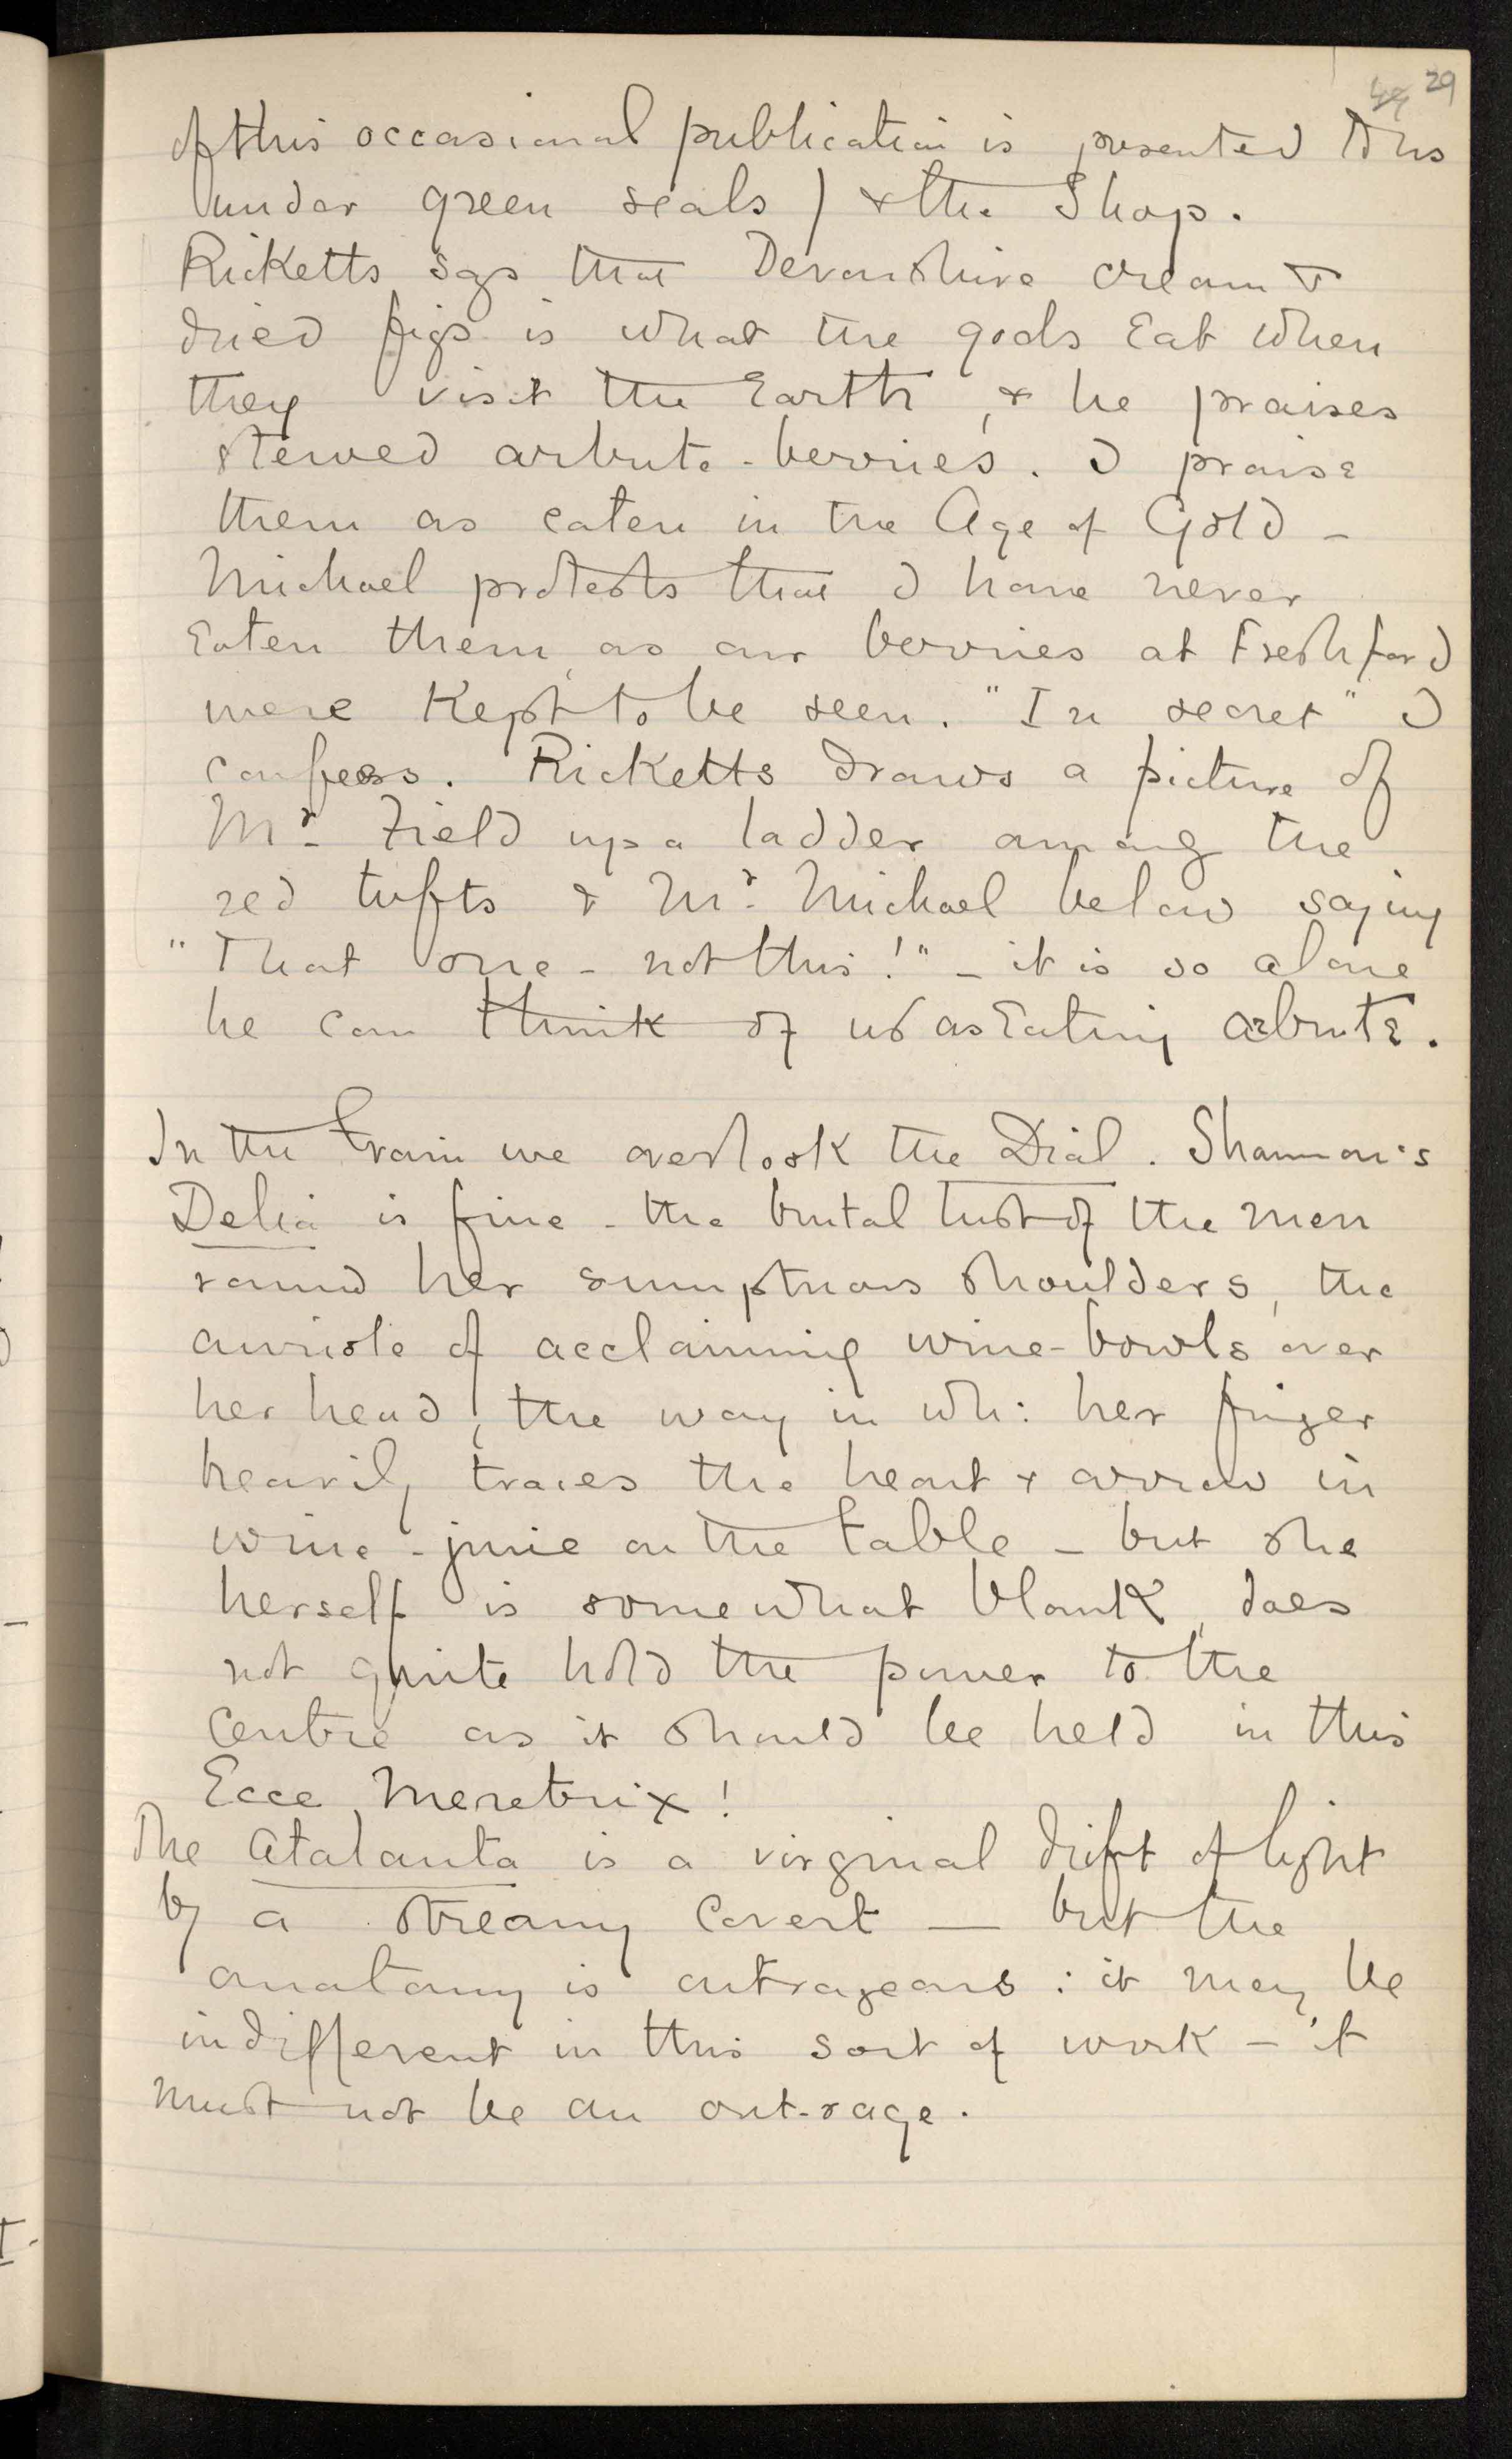 29
of this occasional publication is presented to us
under green seals) & the Shop.
Ricketts says that Devonshire cream &
dried figs is what the gods eat when
they visit the Earth, & he praises
stewed arbute-berries. I praise
them as eaten in the Age of Gold –
Michael protests that I have never
Eaten them, as our berries at Freshford
were Kept to be seen. "In secret" I
confess. Ricketts draws a picture of
Mr. Field up a ladder among the
red tufts & Mr. Michael below saying
"That one – not this!" – it is so alone
he can think of us as Eating arbute.
In the train we overlook the Dial. Shannon's
Delia is fine – the brutal lust of the men
round her sumptuous shoulders, the
auriole of acclaiming wine-bowls over
her head, the way in wh: her finger
heavily traces the heart & arrow in
wine-juice on the table – but she
herself is somewhat blank, does
not quite hold the power to the
centre as it should be held in this
Ecce Meretrix!
The Atalanta is a virginal drift of light
by a streamy covert — but the
anatomy is outrageous: it may be
indifferent in this sort of work – it
must not be an out-rage.